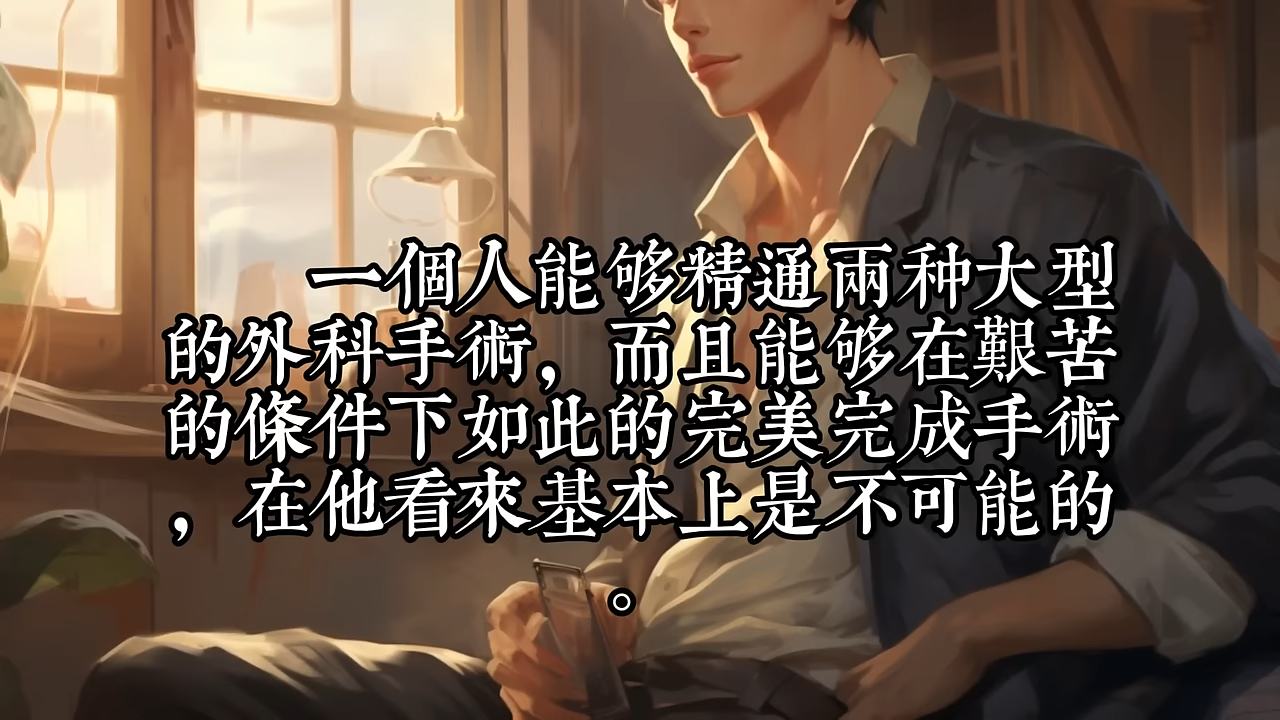 一個人能够精通兩种大型
的外科手術，而且能够在艱苦
的條件下如此的完美完成手術
，在他看來基本上是不可能的
。